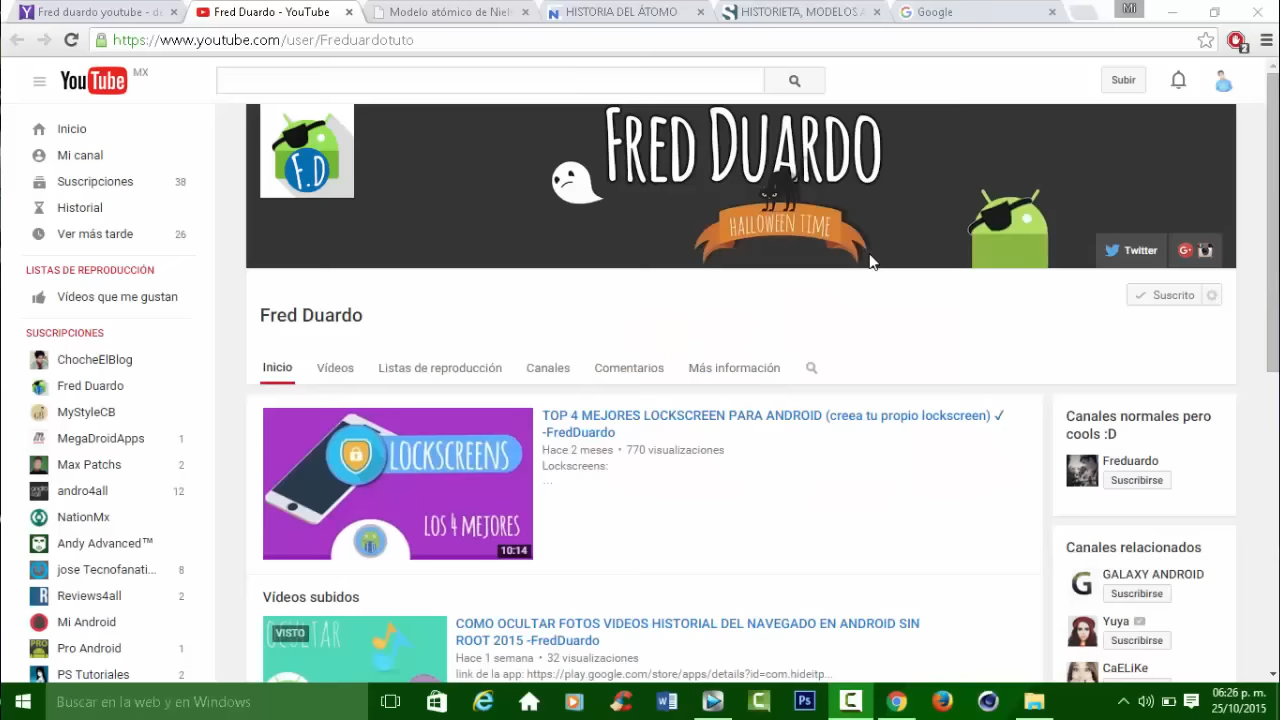 Fred duardo youtube - da
Fred Duardo - YouTube
Modelo atómico de Niel
HISTORIA DEL ÁTOMO
HISTORIETA, MODELOS A
Google
Mi
https://www.youtube.com/user/Freduardotuto
2
YouTube MX
Subir
Inicio
Mi canal
Suscripciones 38
Historial
Ver más tarde 26
LISTAS DE REPRODUCCIÓN
Vídeos que me gustan
SUSCRIPCIONES
ChocheElBlog
Fred Duardo
MyStyleCB
MegaDroidApps 1
Max Patchs 2
andro4all 12
NationMx
Andy Advanced™
jose Tecnofanati... 8
Reviews4all 2
Mi Android
Pro Android 1
PS Tutoriales
F.D
FRED DUARDO
HALLOWEEN TIME
Twitter
Fred Duardo
Suscrito
Inicio
Vídeos
Listas de reproducción
Canales
Comentarios
Más información
LOCKSCREENS
LOS 4 MEJORES
10:14
TOP 4 MEJORES LOCKSCREEN PARA ANDROID (creea tu propio lockscreen) ✓
-FredDuardo
Hace 2 meses • 770 visualizaciones
Lockscreens:
...
Vídeos subidos
VISTO
OCULTAR
COMO OCULTAR FOTOS VIDEOS HISTORIAL DEL NAVEGADO EN ANDROID SIN
ROOT 2015 -FredDuardo
Hace 1 semana • 32 visualizaciones
link de la app: https://play.google.com/store/apps/details?id=com.hideitp...
Canales normales pero
cools :D
Freduardo
Suscribirse
Canales relacionados
GALAXY ANDROID
Suscribirse
Yuya
Suscribirse
CaELiKe
Buscar en la web y en Windows
06:26 p. m.
25/10/2015